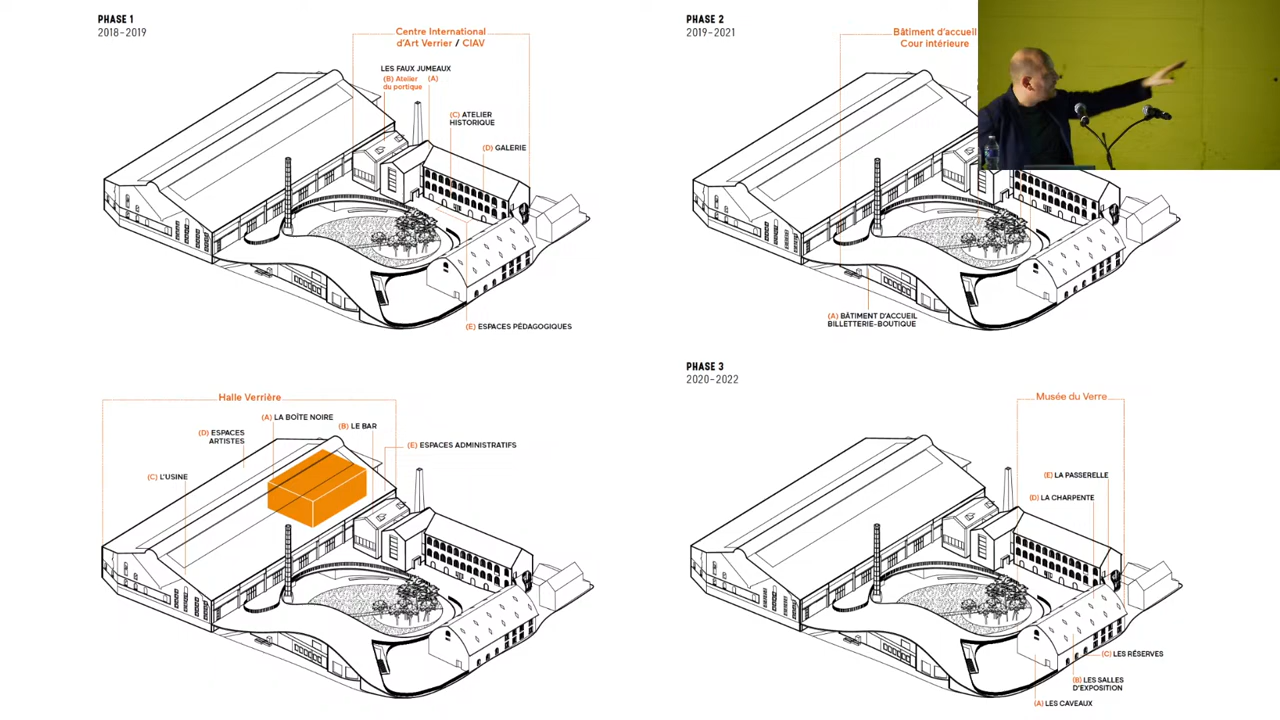 PHASE 1
2018-2019
Centre International
d'Art Verrier / CIAV
LES FAUX JUMEAUX
(B) Atelier
du portique
(A)
(C) ATELIER
HISTORIQUE
(D) GALERIE
(E) ESPACES PÉDAGOGIQUES
PHASE 2
2019-2021
Bâtiment d'accueil
Cour intérieure
(A) BÂTIMENT D'ACCUEIL
BILLETTERIE-BOUTIQUE
Halle Verrière
(A) LA BOÎTE NOIRE
(B) LE BAR
(D) ESPACES
ARTISTES
(E) ESPACES ADMINISTRATIFS
(C) L'USINE
PHASE 3
2020-2022
Musée du Verre
(E) LA PASSERELLE
(D) LA CHARPENTE
(C) LES RÉSERVES
(B) LES SALLES
D'EXPOSITION
(A) LES CAVEAUX